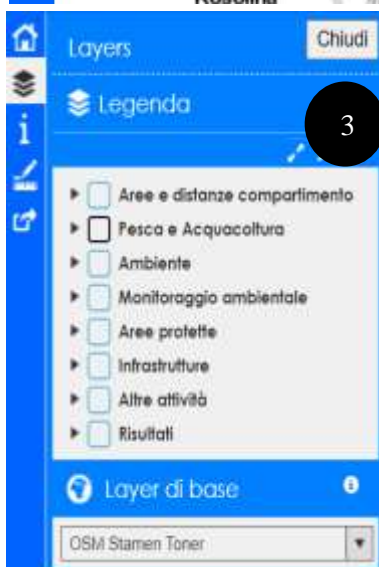 Rosolina
Layers
Chiudi
Legenda
3
Aree e distanze compartimento
Pesca e Acquacoltura
Ambiente
Monitoraggio ambientale
Aree protette
Infrastrutture
Altre attività
Risultati
Layer di base
OSM Stamen Toner